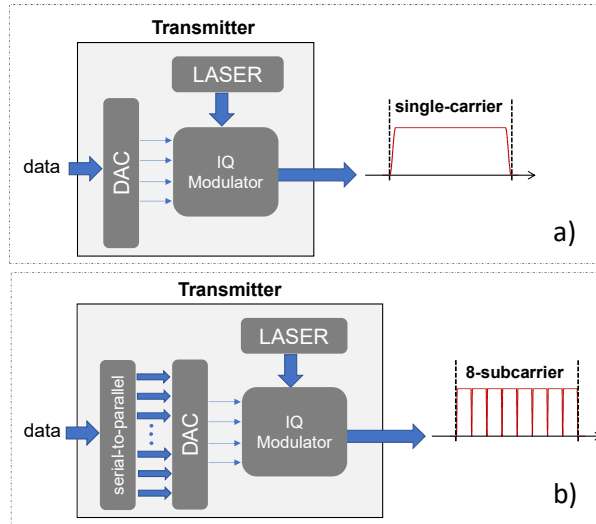 Transmitter
LASER
single-carrier
data
DAC
IQ
Modulator
a)
Transmitter
LASER
8-subcarrier
data
serial-to-parallel
DAC
IQ
Modulator
b)